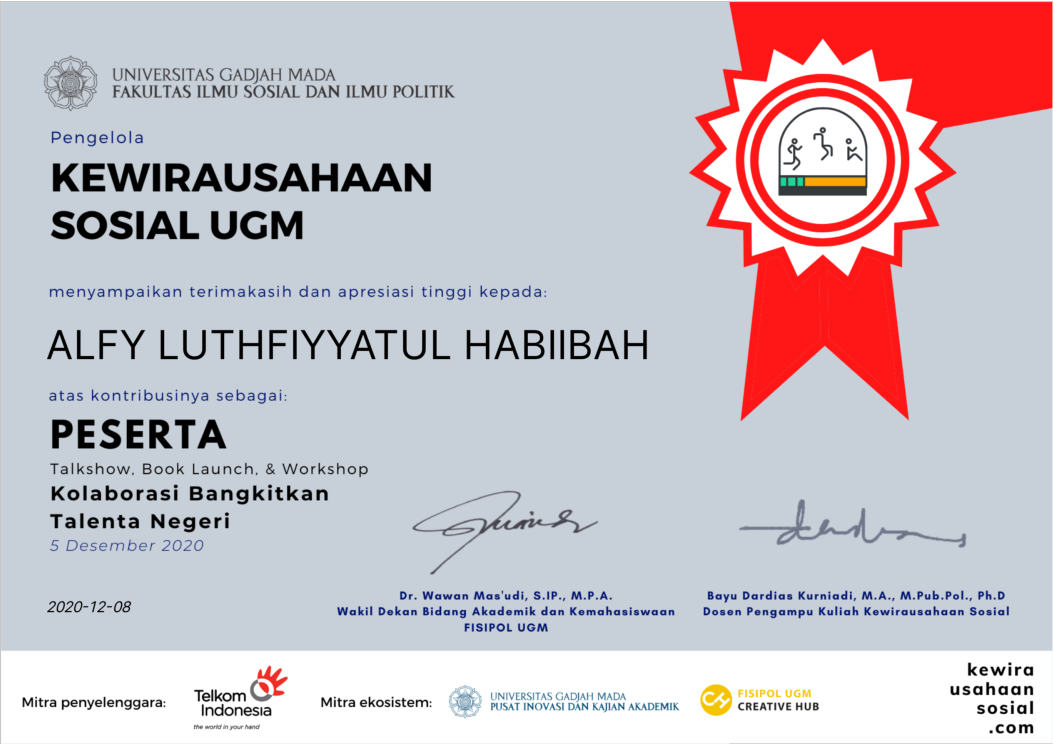 UNIVERSITAS GADJAH MADA
FAKULTAS ILMU SOSIAL DAN ILMU POLITIK
Pengelola
KEWIRAUSAHAAN
SOSIAL UGM
menyampaikan terimakasih dan apresiasi tinggi kepada:
ALFY LUTHFIYYATUL HABIIBAH
atas kontribusinya sebagai:
PESERTA
Talkshow, Book Launch, & Workshop
Kolaborasi Bangkitkan
Talenta Negeri
5 Desember 2020
2020-12-08
Dr. Wawan Mas'udi, S.IP., M.P.A.
Wakil Dekan Bidang Akademik dan Kemahasiswaan
FISIPOL UGM
Bayu Dardias Kurniadi, M.A., M.Pub.Pol., Ph.D
Dosen Pengampu Kuliah Kewirausahaan Sosial
Mitra penyelenggara:
Telkom
Indonesia
the world in your hand
Mitra ekosistem:
UNIVERSITAS GADJAH MADA
PUSAT INOVASI DAN KAJIAN AKADEMIK
CH
FISIPOL UGM
CREATIVE HUB
kewira
usahaan
sosial
.com